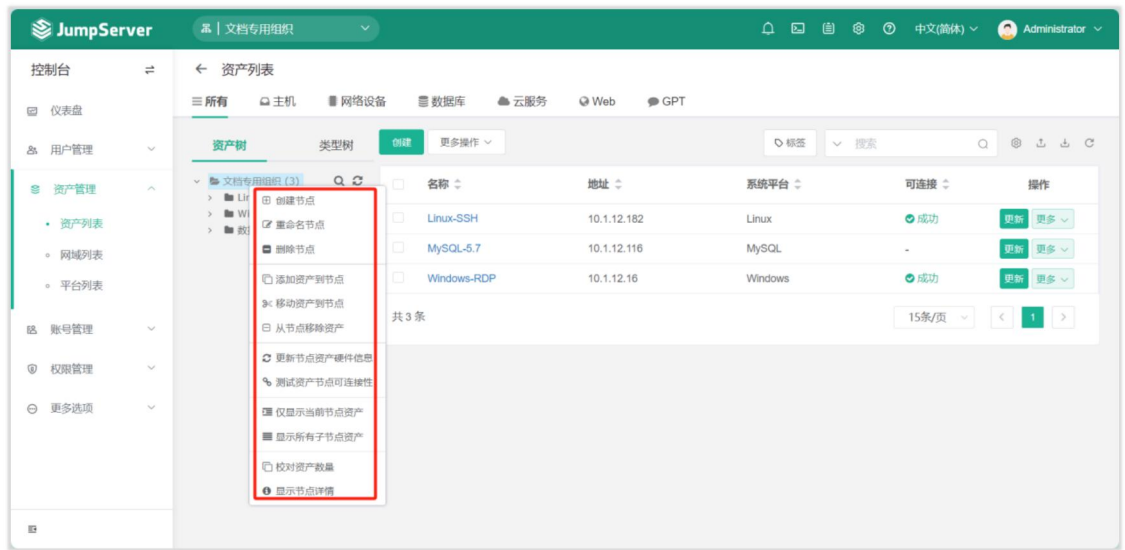 JumpServer 文档专用组织 中文(简体) Administrator
控制台
仪表盘
用户管理
资产管理
资产列表
网域列表
平台列表
账号管理
权限管理
更多选项
资产列表
所有 主机 网络设备 数据库 云服务 Web GPT
资产树 类型树 创建 更多操作 标签 搜索
文档专用组织 (3)
创建节点
重命名节点
删除节点
添加资产到节点
移动资产到节点
从节点移除资产
更新节点资产硬件信息
测试资产节点可连接性
仅显示当前节点资产
显示所有子节点资产
校对资产数量
显示节点详情
名称 地址 系统平台 可连接 操作
Linux-SSH 10.1.12.182 Linux 成功 更新 更多
MySQL-5.7 10.1.12.116 MySQL - 更新 更多
Windows-RDP 10.1.12.16 Windows 成功 更新 更多
共 3 条 15条/页 1